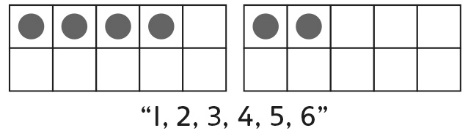 “1, 2, 3, 4, 5, 6”